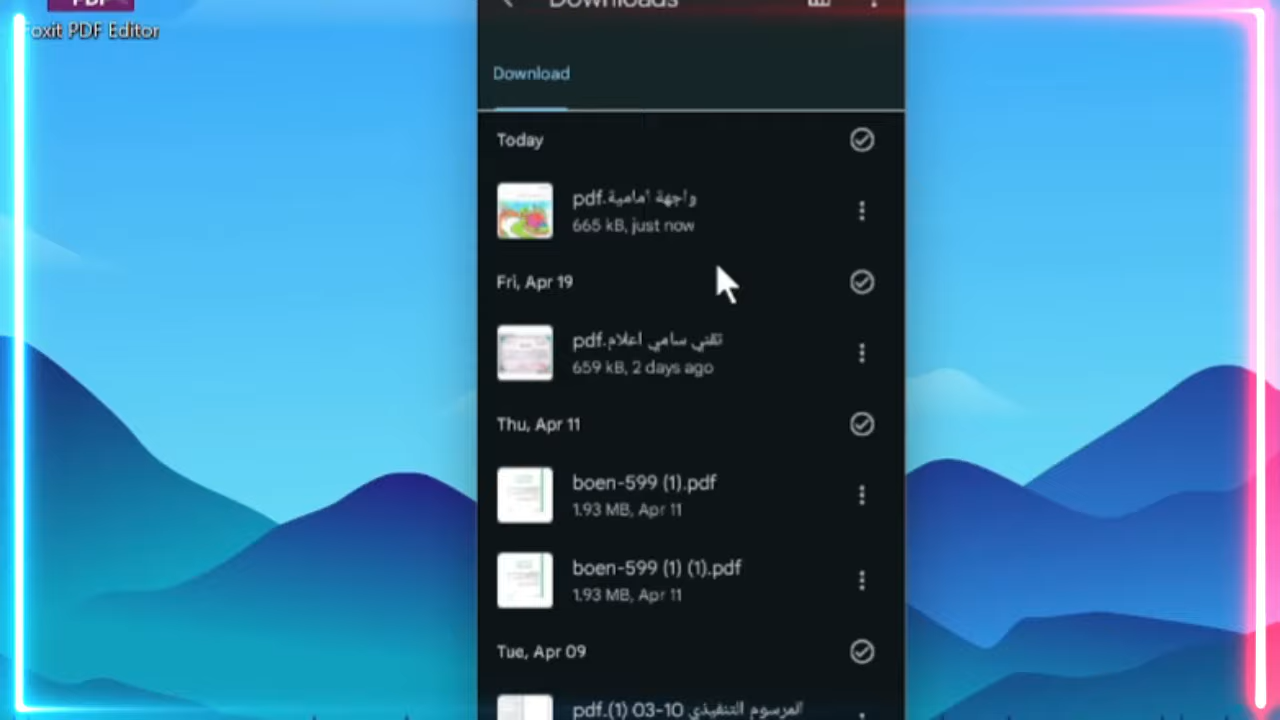 PDF
Foxit PDF Editor
Downloads
Download
Today
واجهة امامية.pdf
665 kB, just now
Fri, Apr 19
تقني سامي اعلام.pdf
659 kB, 2 days ago
Thu, Apr 11
boen-599 (1).pdf
1.93 MB, Apr 11
boen-599 (1) (1).pdf
1.93 MB, Apr 11
Tue, Apr 09
المرسوم التنفيذي 10-03 (1).pdf